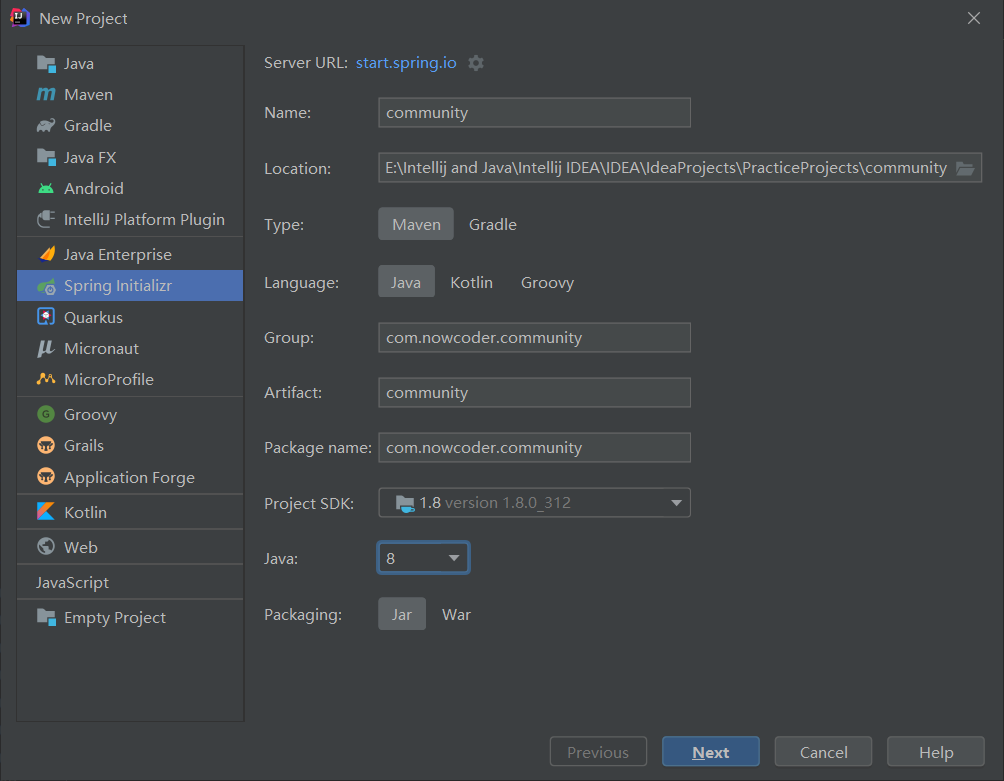 New Project
Java
Maven
Gradle
Java FX
Android
IntelliJ Platform Plugin
Java Enterprise
Spring Initializr
Quarkus
Micronaut
MicroProfile
Groovy
Grails
Application Forge
Kotlin
Web
JavaScript
Empty Project
Server URL: start.spring.io
Name: community
Location: E:\Intellij and Java\Intellij IDEA\IDEA\IdeaProjects\PracticeProjects\community
Type: Maven Gradle
Language: Java Kotlin Groovy
Group: com.nowcoder.community
Artifact: community
Package name: com.nowcoder.community
Project SDK: 1.8 version 1.8.0_312
Java: 8
Packaging: Jar War
Previous Next Cancel Help